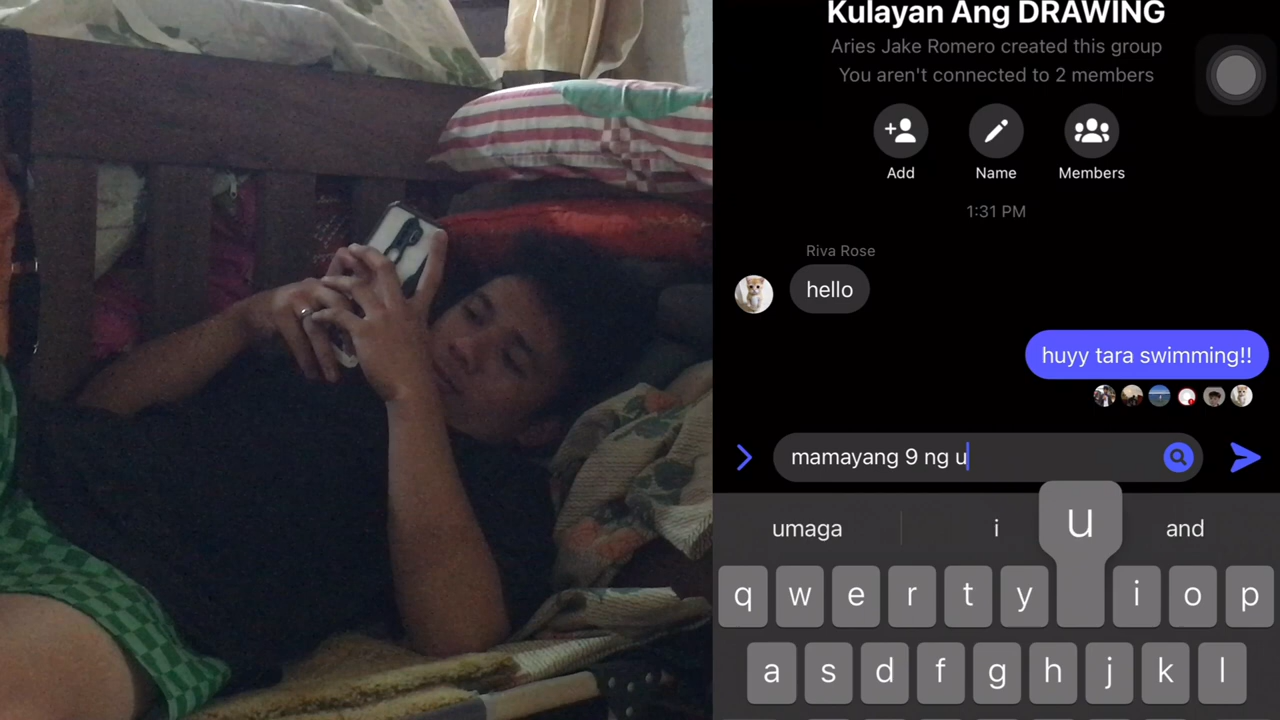 Kulayan Ang DRAWING
Aries Jake Romero created this group
You aren't connected to 2 members
Add Name Members
1:31 PM
Riva Rose
hello
huyy tara swimming!!
mamayang 9 ng u
umaga i u and
q w e r t y i o p
a s d f g h j k l